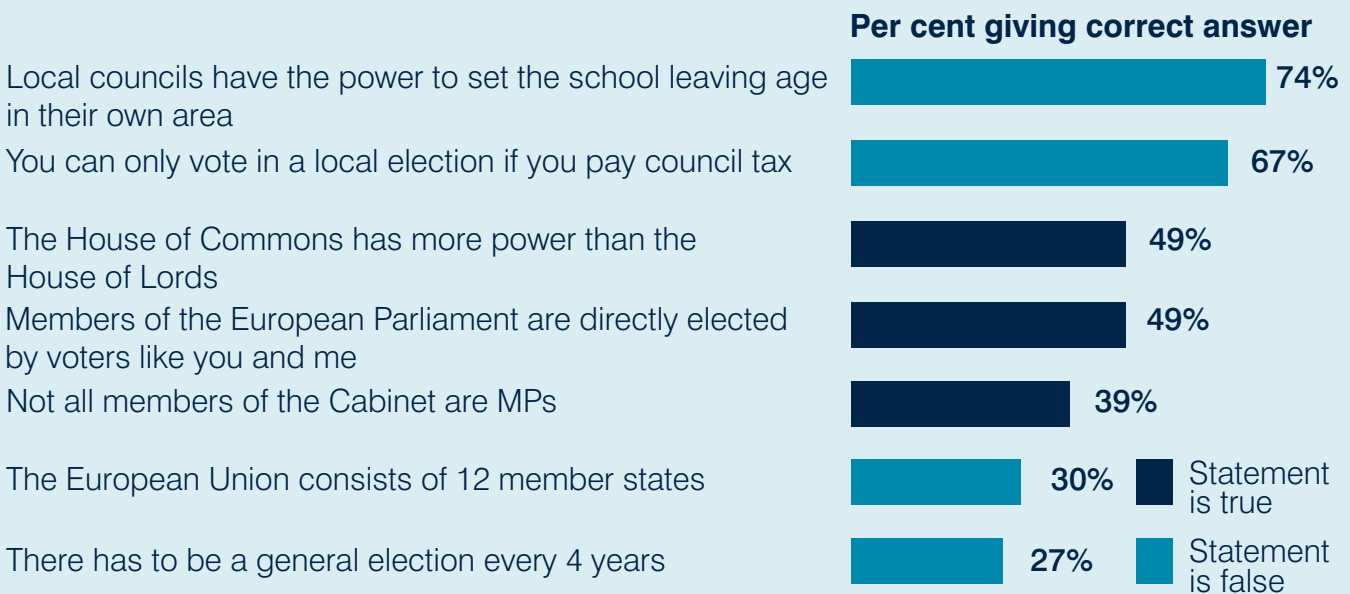 Per cent giving correct answer
Local councils have the power to set the school leaving age
in their own area
74%
You can only vote in a local election if you pay council tax
67%
The House of Commons has more power than the
House of Lords
49%
Members of the European Parliament are directly elected
by voters like you and me
49%
Not all members of the Cabinet are MPs
39%
The European Union consists of 12 member states
30%
Statement
is true
There has to be a general election every 4 years
27%
Statement
is false